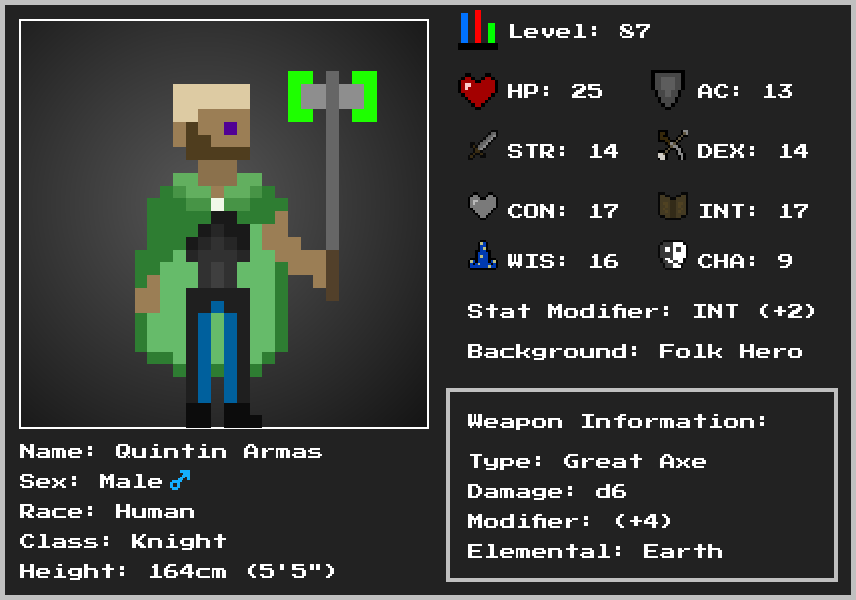 Level: 87
HP: 25 AC: 13
STR: 14 DEX: 14
CON: 17 INT: 17
WIS: 16 CHA: 9
Stat Modifier: INT (+2)
Background: Folk Hero
Weapon Information:
Type: Great Axe
Damage: d6
Modifier: (+4)
Elemental: Earth
Name: Quintin Armas
Sex: Male♂
Race: Human
Class: Knight
Height: 164cm (5'5")